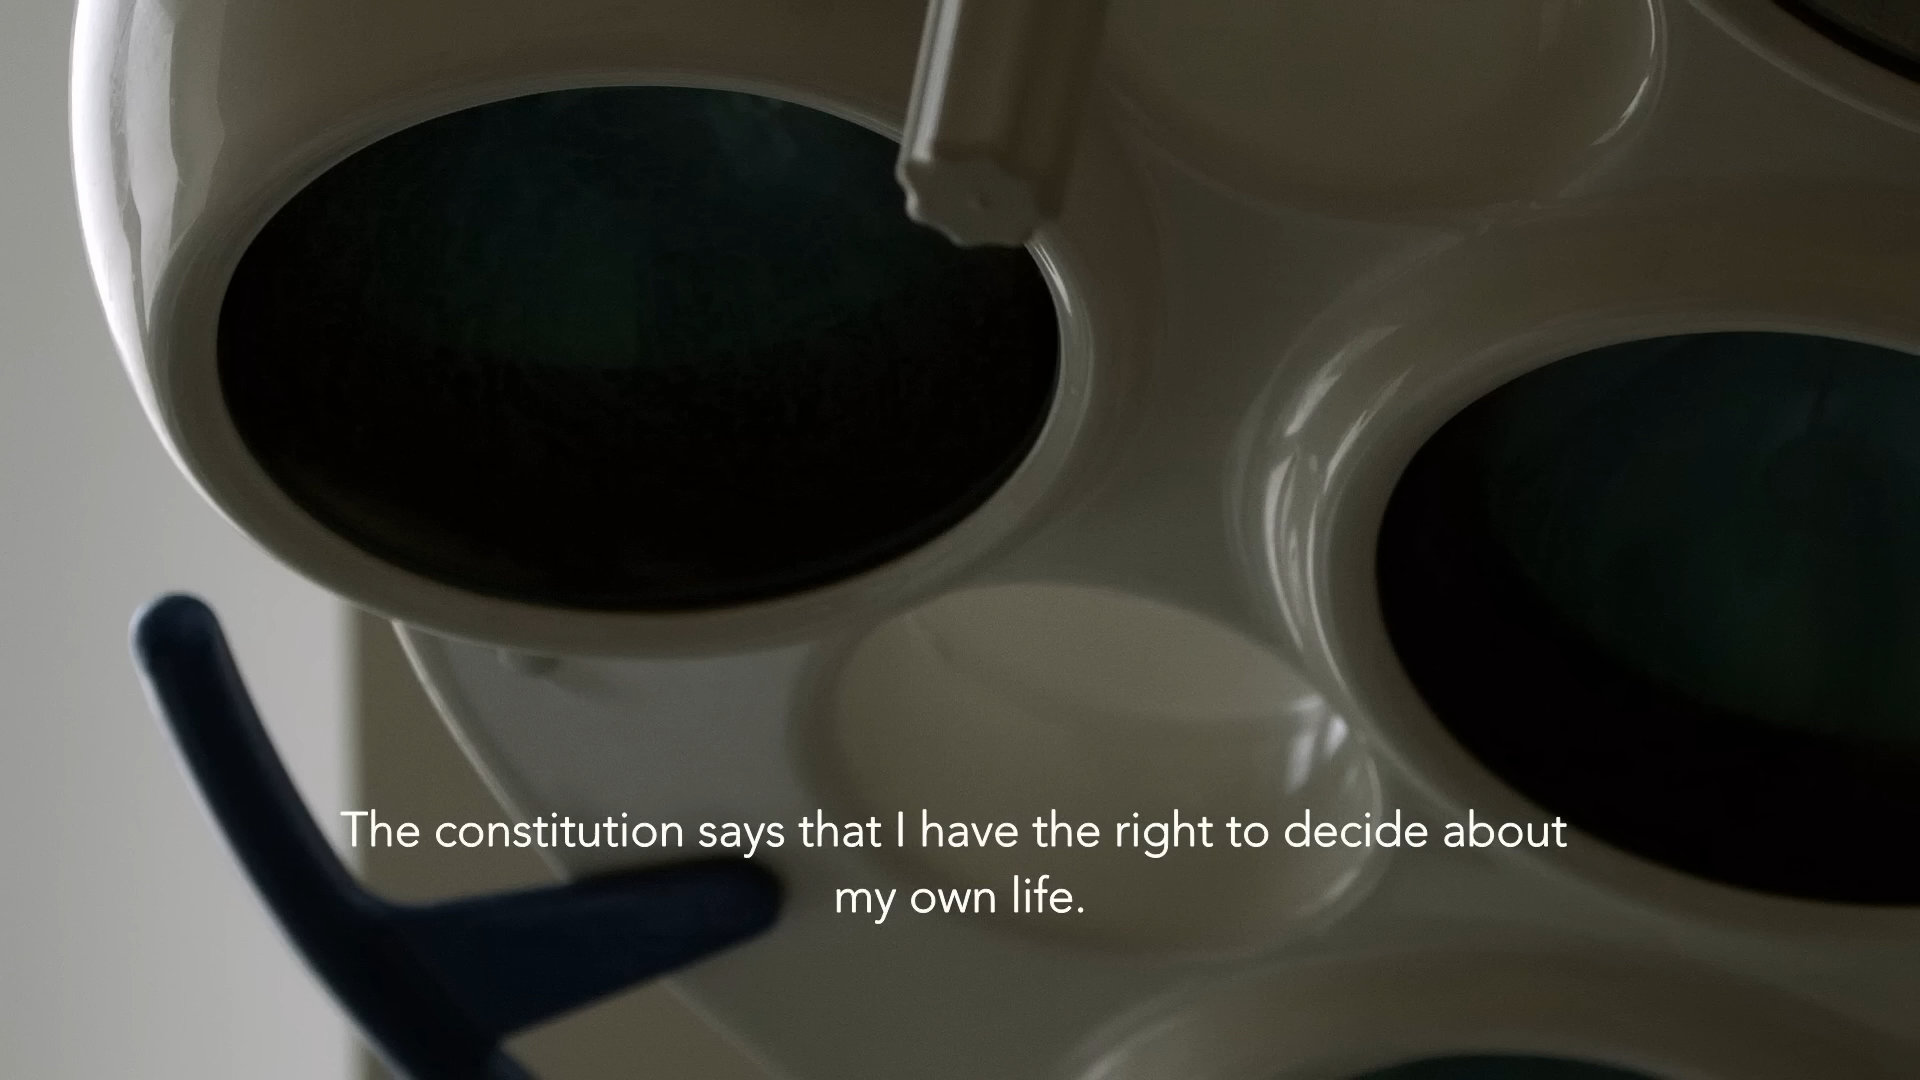 The constitution says that I have the right to decide about
my own life.